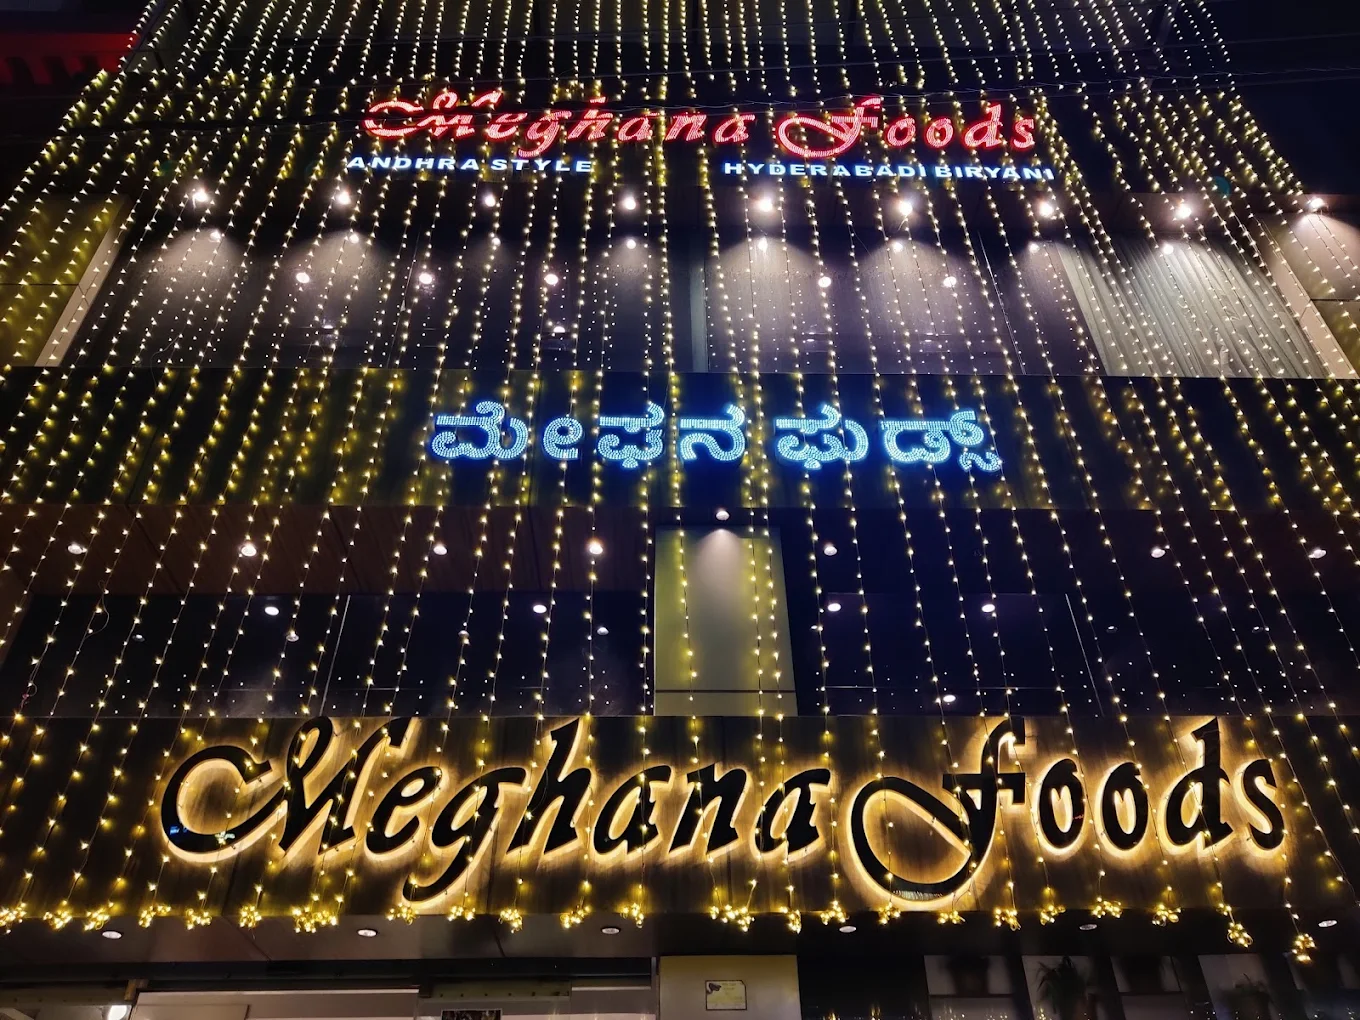 Meghana Foods
ANDHRA STYLE HYDERABADI BIRYANI
ಮೇಘನ ಫುಡ್ಸ್
Meghana Foods